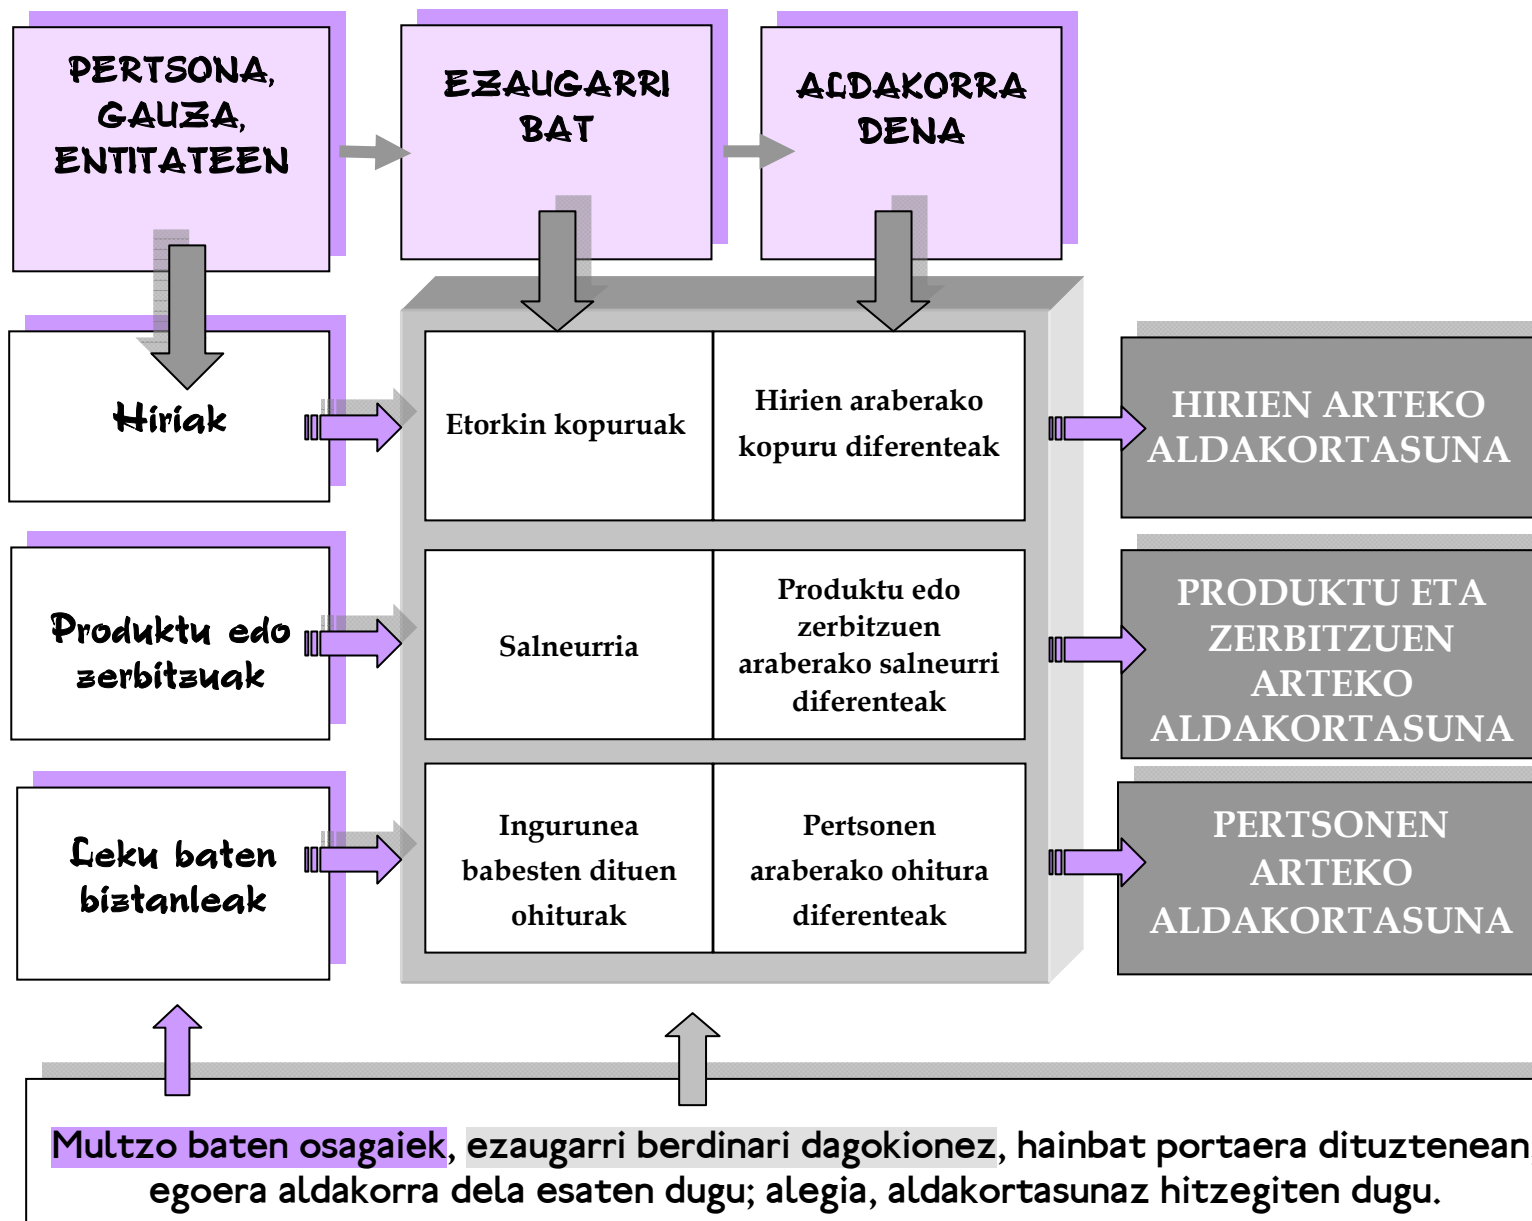 PERTSONA,
GAUZA,
ENTITATEEN
EZAUGARRI
BAT
ALDAKORRA
DENA
Hiriak
Etorkin kopuruak
Hirien araberako
kopuru diferenteak
HIRIEN ARTEKO
ALDAKORTASUNA
Produktu edo
zerbitzuak
Salneurria
Produktu edo
zerbitzuen
araberako salneurri
diferenteak
PRODUKTU ETA
ZERBITZUEN
ARTEKO
ALDAKORTASUNA
Leku baten
biztanleak
Ingurunea
babesten dituen
ohiturak
Pertsonen
araberako ohitura
diferenteak
PERTSONEN
ARTEKO
ALDAKORTASUNA
Multzo baten osagaiek, ezaugarri berdinari dagokionez, hainbat portaera dituztenean,
egoera aldakorra dela esaten dugu; alegia, aldakortasunaz hitzegiten dugu.